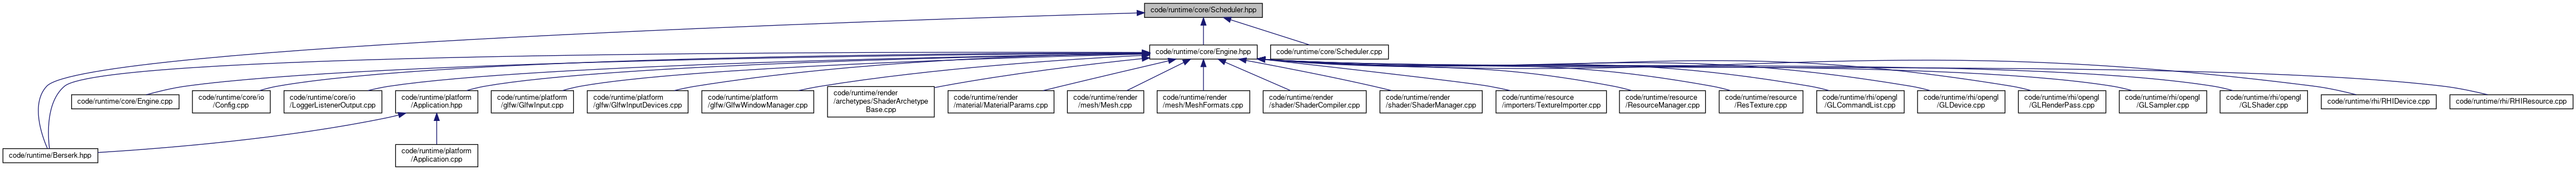 code/runtime/core/Scheduler.hpp
code/runtime/core/Engine.hpp
code/runtime/core/Scheduler.cpp
code/runtime/core/Engine.cpp
code/runtime/core/io
/Config.cpp
code/runtime/core/io
/LoggerListenerOutput.cpp
code/runtime/platform
/Application.hpp
code/runtime/platform
/glfw/GlfwInput.cpp
code/runtime/platform
/glfw/GlfwInputDevices.cpp
code/runtime/platform
/glfw/GlfwWindowManager.cpp
code/runtime/render
/archetypes/ShaderArchetype
Base.cpp
code/runtime/render
/material/MaterialParams.cpp
code/runtime/render
/mesh/Mesh.cpp
code/runtime/render
/mesh/MeshFormats.cpp
code/runtime/render
/shader/ShaderCompiler.cpp
code/runtime/render
/shader/ShaderManager.cpp
code/runtime/resource
/importers/TextureImporter.cpp
code/runtime/resource
/ResourceManager.cpp
code/runtime/resource
/ResTexture.cpp
code/runtime/rhi/opengl
/GLCommandList.cpp
code/runtime/rhi/opengl
/GLDevice.cpp
code/runtime/rhi/opengl
/GLRenderPass.cpp
code/runtime/rhi/opengl
/GLSampler.cpp
code/runtime/rhi/opengl
/GLShader.cpp
code/runtime/rhi/RHIDevice.cpp
code/runtime/rhi/RHIResource.cpp
code/runtime/Berserk.hpp
code/runtime/platform
/Application.cpp